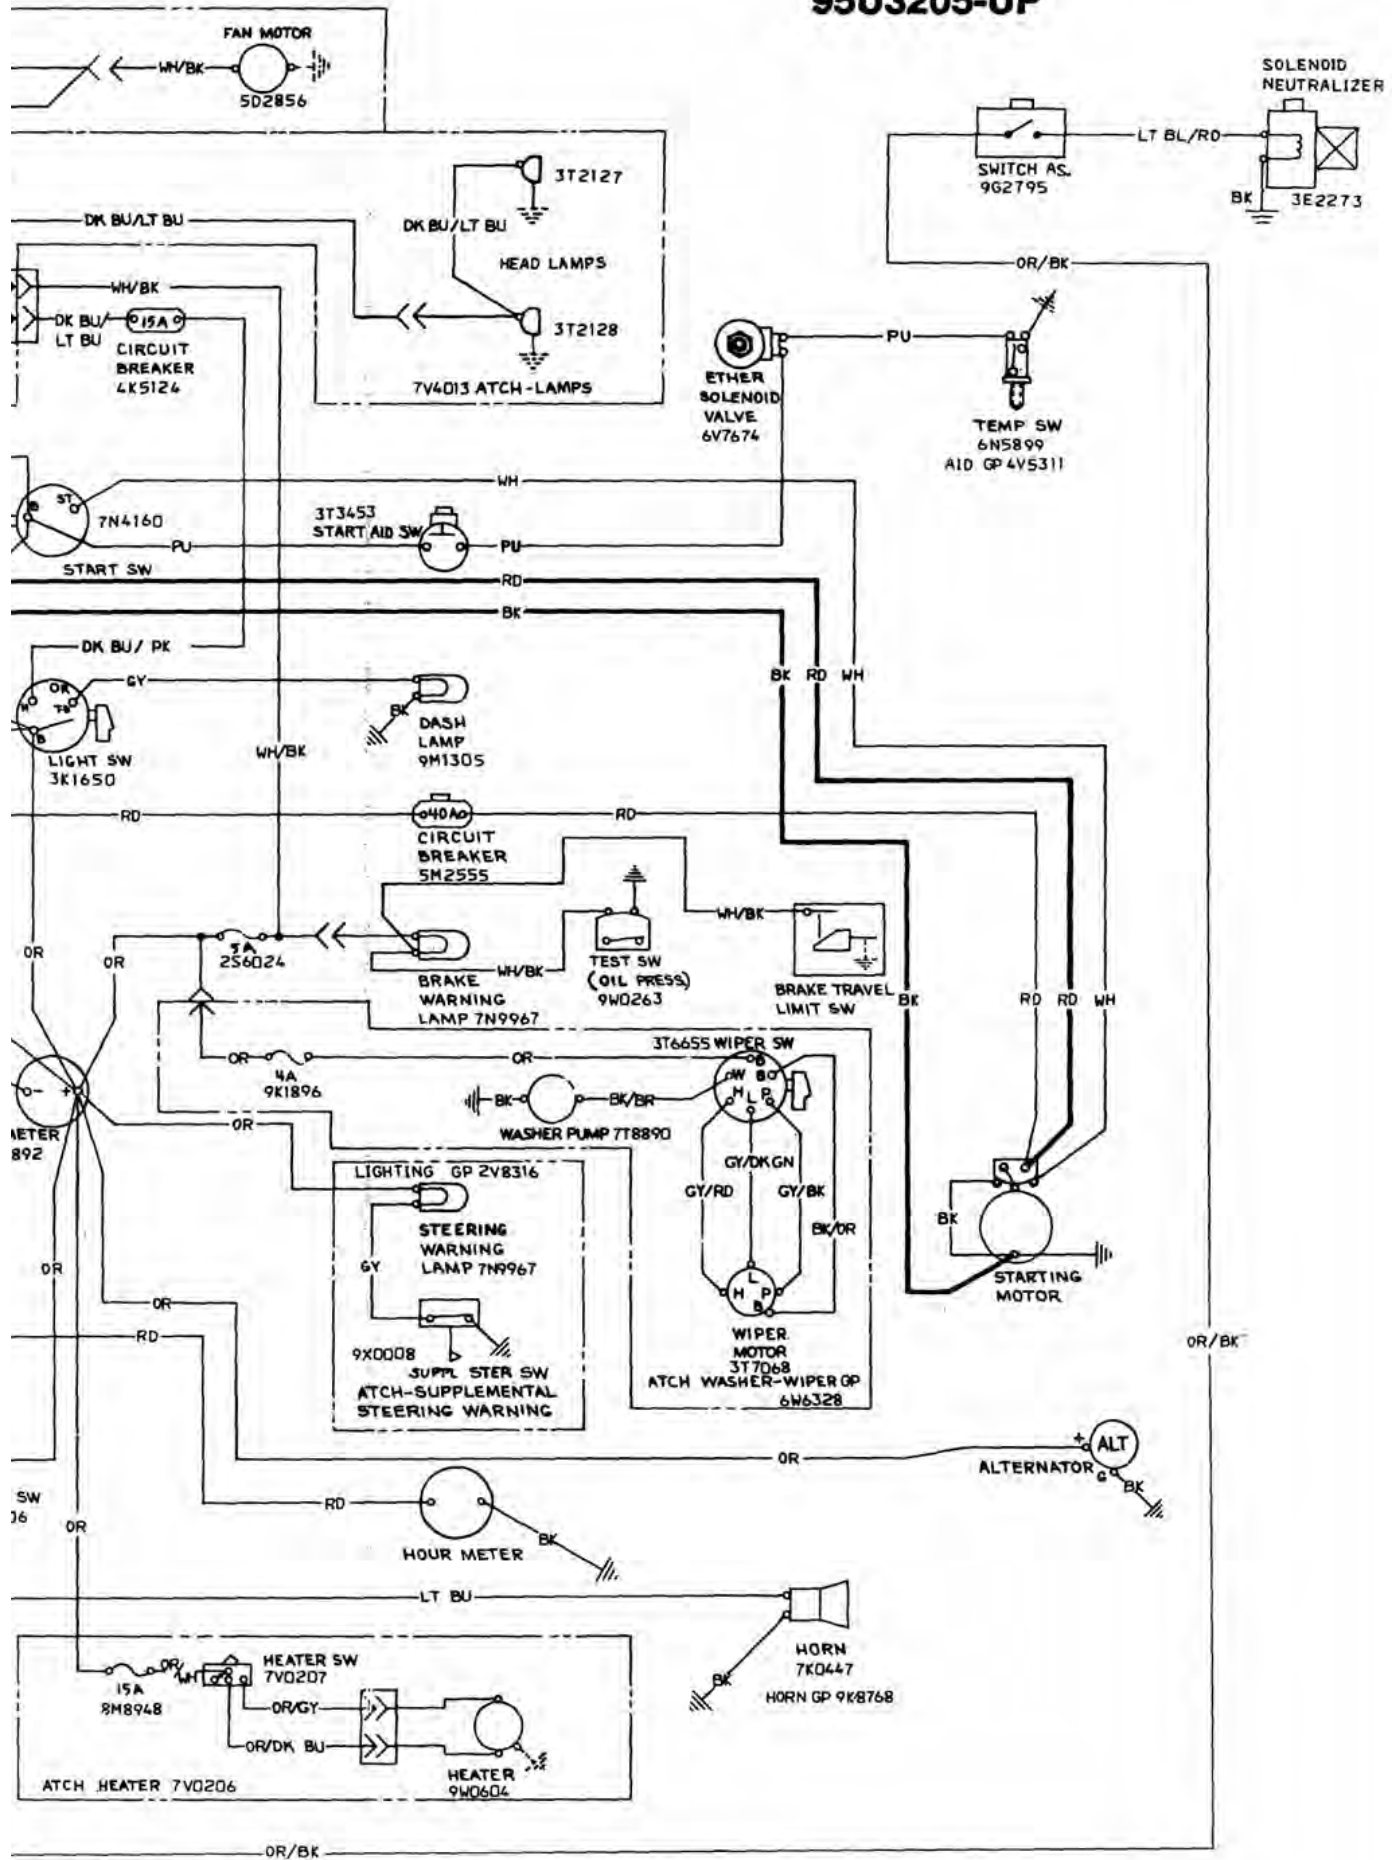 95U3205-UP
FAN MOTOR
WH/BK
5D2856
SOLENOID
NEUTRALIZER
LT BL/RD
SWITCH AS.
9G2795
BK
3E2273
3T2127
DK BU/LT BU
DK BU/LT BU
HEAD LAMPS
OR/BK
WH/BK
DK BU/
LT BU
15A
CIRCUIT
BREAKER
4K5124
3T2128
7V4013 ATCH-LAMPS
PU
ETHER
SOLENOID
VALVE
6V7674
TEMP SW
6N5899
AID GP 4V5311
WH
ST
B
7N4160
3T3453
START AID SW
PU
PU
START SW
RD
BK
DK BU/ PK
GY
BK RD WH
OR
H
TB
B
BK
DASH
LAMP
9M1305
LIGHT SW
3K1650
WH/BK
RD
40A
RD
CIRCUIT
BREAKER
5M2555
WH/BK
OR
OR
5A
2S6024
WH/BK
TEST SW
(OIL PRESS)
9W0263
BRAKE
WARNING
LAMP 7N9967
BRAKE TRAVEL
LIMIT SW
BK
RD RD WH
3T6655 WIPER SW
OR
4A
9K1896
OR
B
W B
H L P
BK
BK/BR
WASHER PUMP 7T8890
- +
METER
892
OR
LIGHTING GP 2V8316
GY/DKGN
GY/RD
GY/BK
BK/OR
STEERING
WARNING
LAMP 7N9967
GY
BK
STARTING
MOTOR
OR
OR
RD
L
H P
B
WIPER
MOTOR
3T7068
ATCH WASHER-WIPER GP
6W6328
9X0008
SUPPL STER SW
ATCH-SUPPLEMENTAL
STEERING WARNING
OR/BK
OR
+
ALT
ALTERNATOR
G
BK
SW
06
OR
RD
BK
HOUR METER
LT BU
HORN
7K0447
HORN GP 9K8768
BK
OR/
WH
15A
8M8948
HEATER SW
7V0207
OR/GY
OR/DK BU
HEATER
9W0604
ATCH HEATER 7V0206
OR/BK